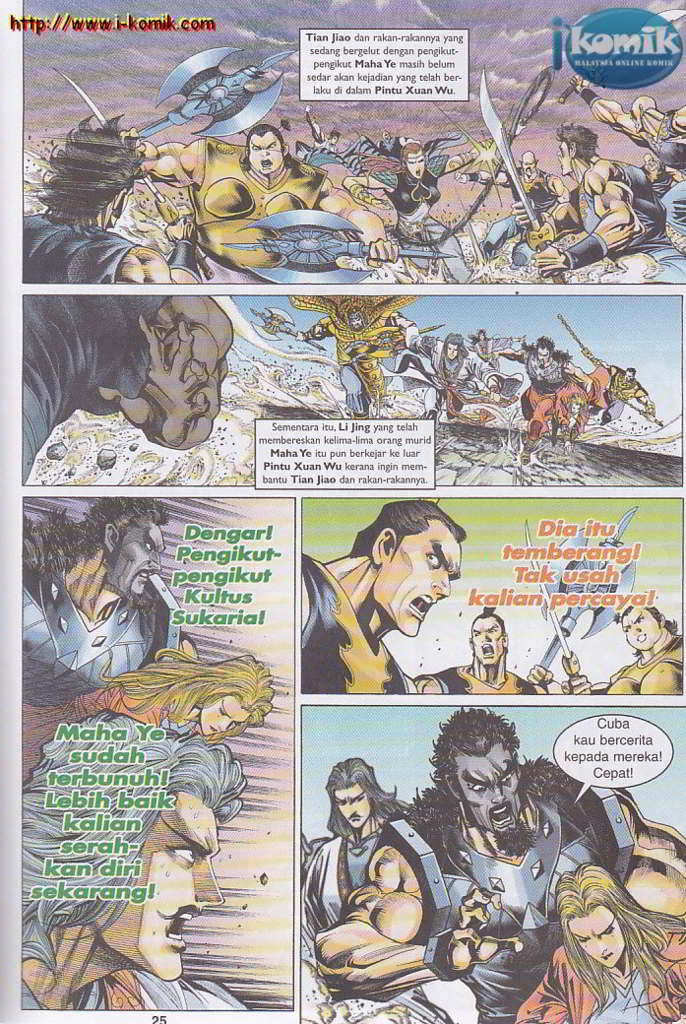 http://www.i-komik.com
ikomik
MALAYSIA ONLINE KOMIK
Tian Jiao dan rakan-rakannya yang
sedang bergelut dengan pengikut-
pengikut Maha Ye masih belum
sedar akan kejadian yang telah ber-
laku di dalam Pintu Xuan Wu.
Sementara itu, Li Jing yang telah
membereskan kelima-lima orang murid
Maha Ye itu pun berkejar ke luar
Pintu Xuan Wu kerana ingin mem-
bantu Tian Jiao dan rakan-rakannya.
Dengar!
Pengikut-
pengikut
Kultus
Sukaria!
Maha Ye
sudah
terbunuh!
Lebih baik
kalian
serah-
kan diri
sekarang!
Dia itu
temberang!
Tak usah
kalian percaya!
Cuba
kau bercerita
kepada mereka!
Cepat!
25